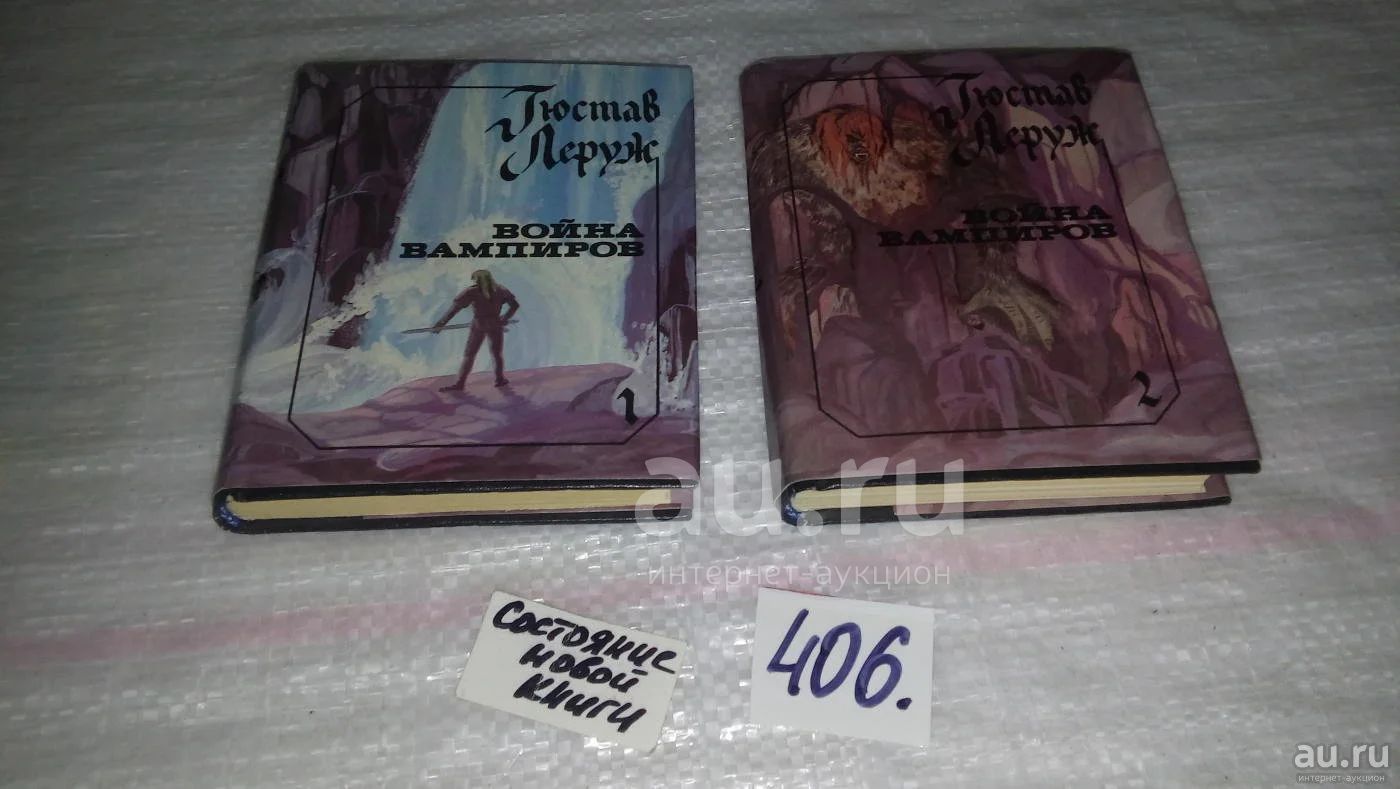 Гюстав
Леруж
ВОЙНА
ВАМПИРОВ
1
Гюстав
Леруж
ВОЙНА
ВАМПИРОВ
2
au.ru
интернет-аукцион
Состояние
новой
книги
406.
au.ru
интернет-аукцион